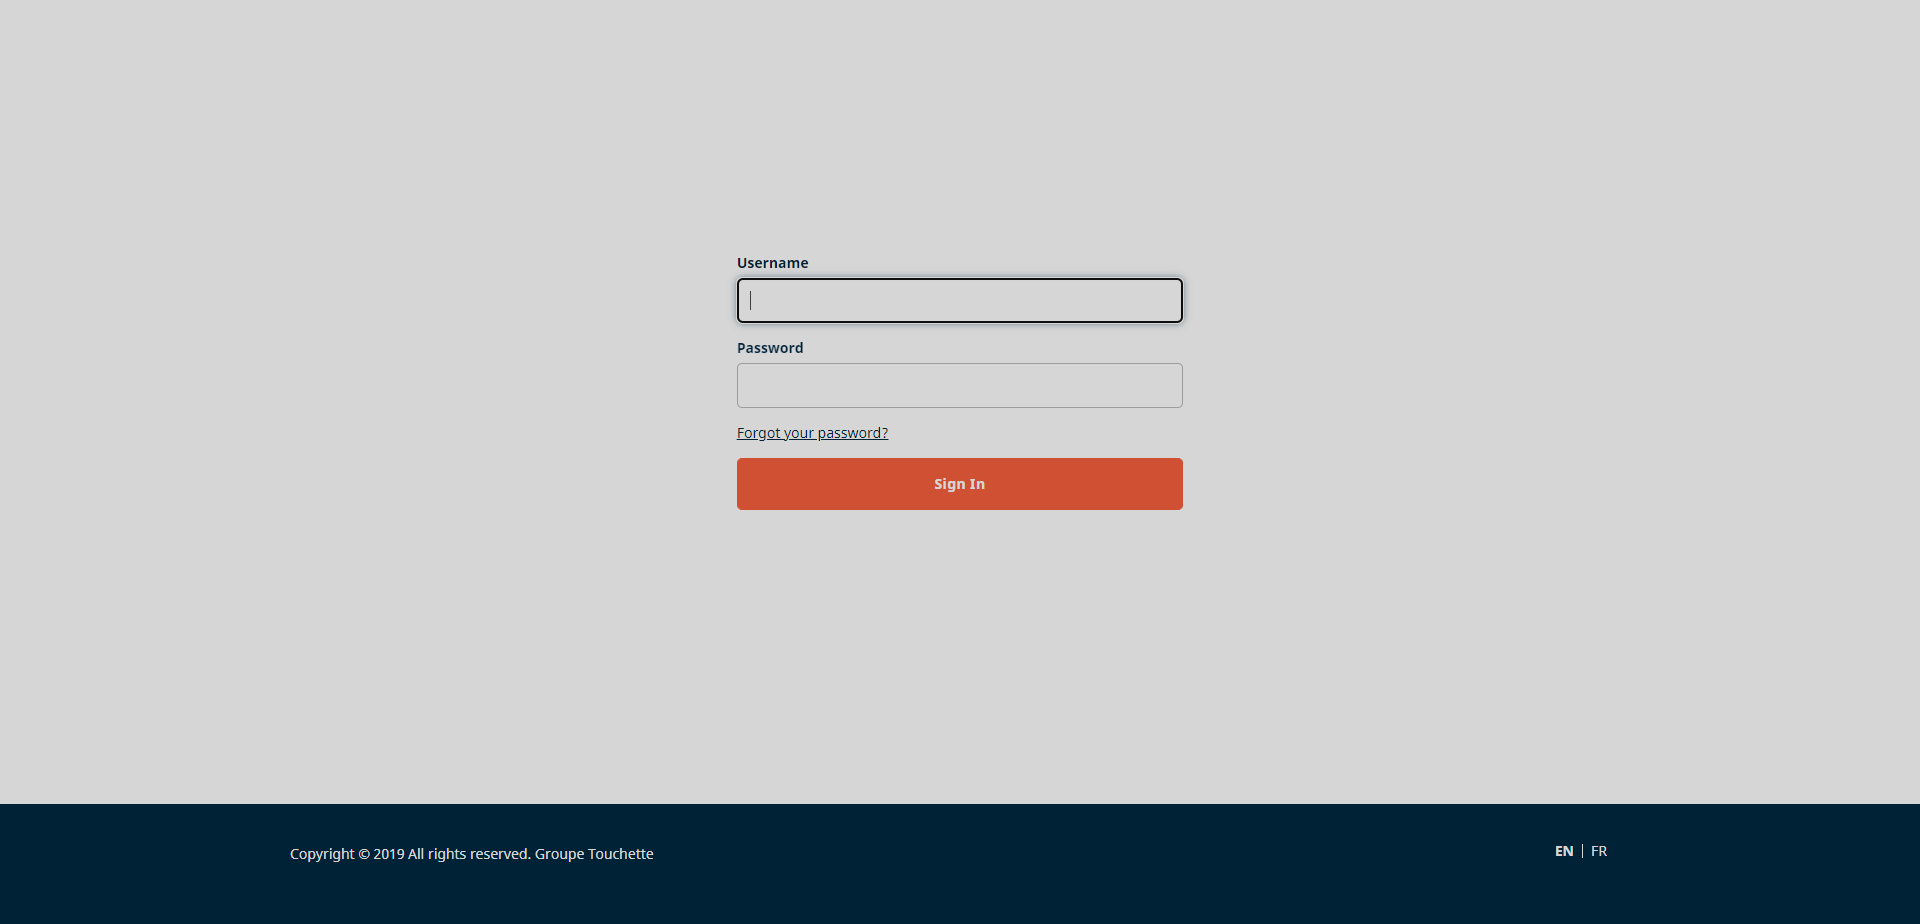 Username
Password
Forgot your password?
Sign In
Copyright © 2019 All rights reserved. Groupe Touchette
EN | FR